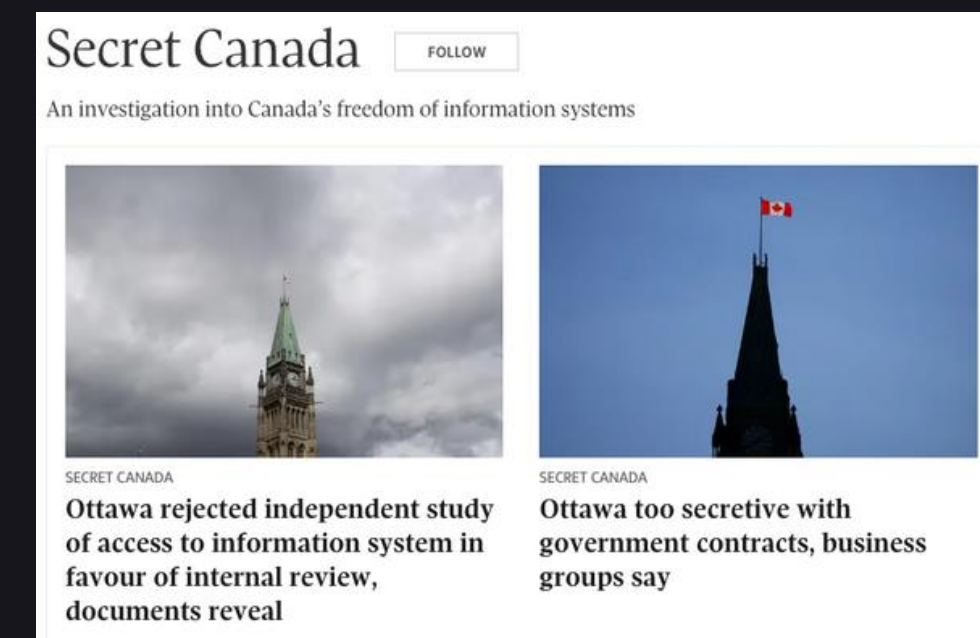 Secret Canada
FOLLOW
An investigation into Canada’s freedom of information systems
SECRET CANADA
Ottawa rejected independent study
of access to information system in
favour of internal review,
documents reveal
SECRET CANADA
Ottawa too secretive with
government contracts, business
groups say